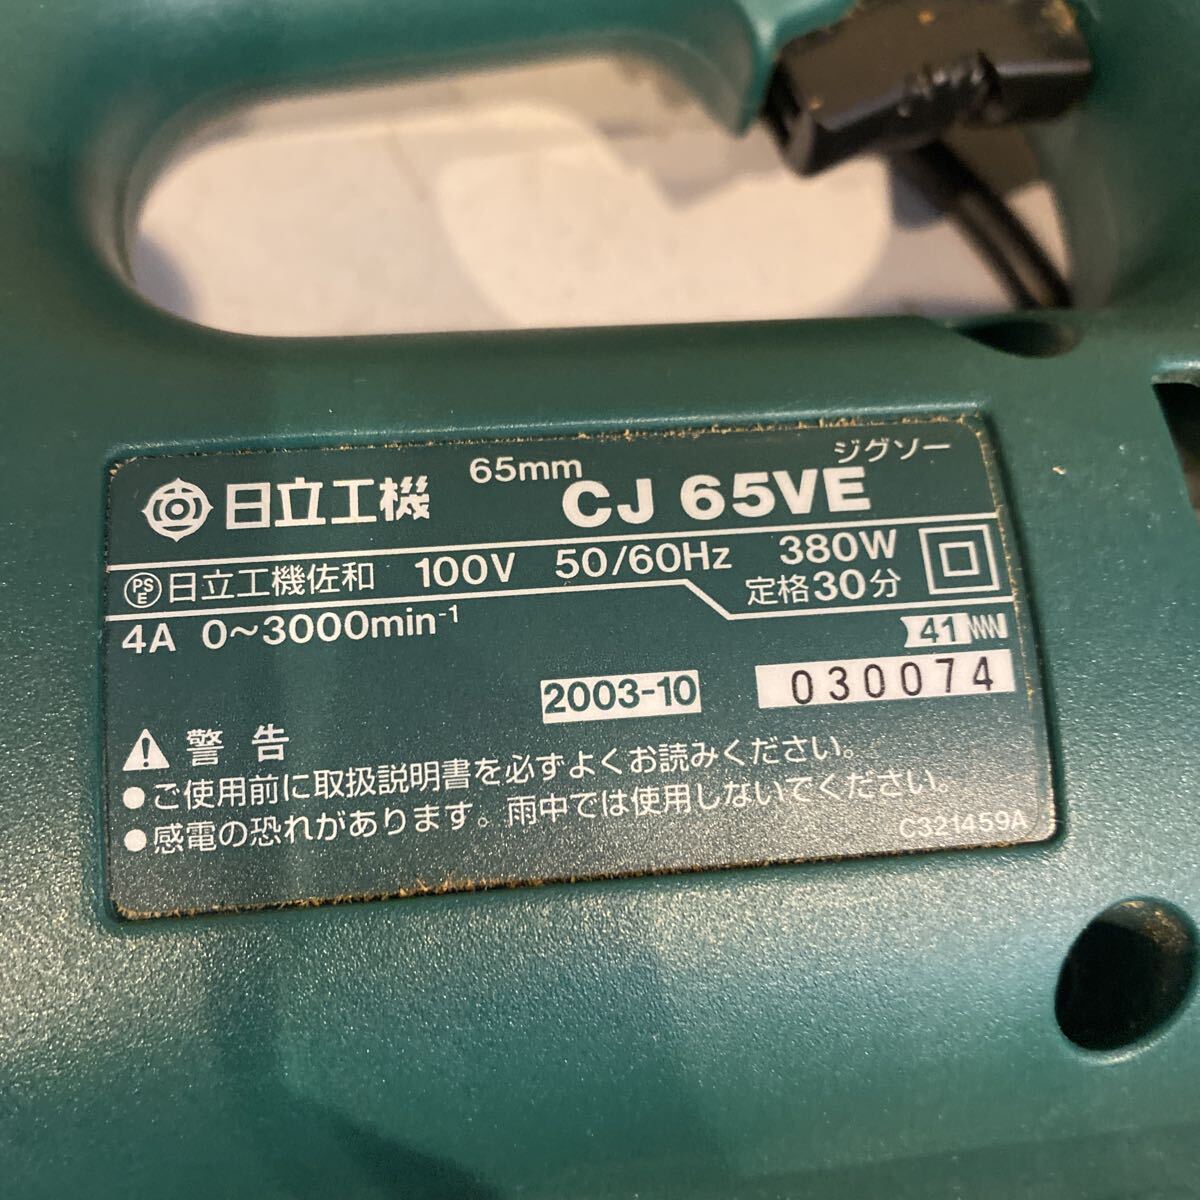 日立工機 65mm CJ 65VE ジグソー
PS E 日立工機佐和 100V 50/60Hz 380W
定格30分
4A 0~3000min-1
41
2003-10 030074
警告
●ご使用前に取扱説明書を必ずよくお読みください。
●感電の恐れがあります。雨中では使用しないでください。
C321459A